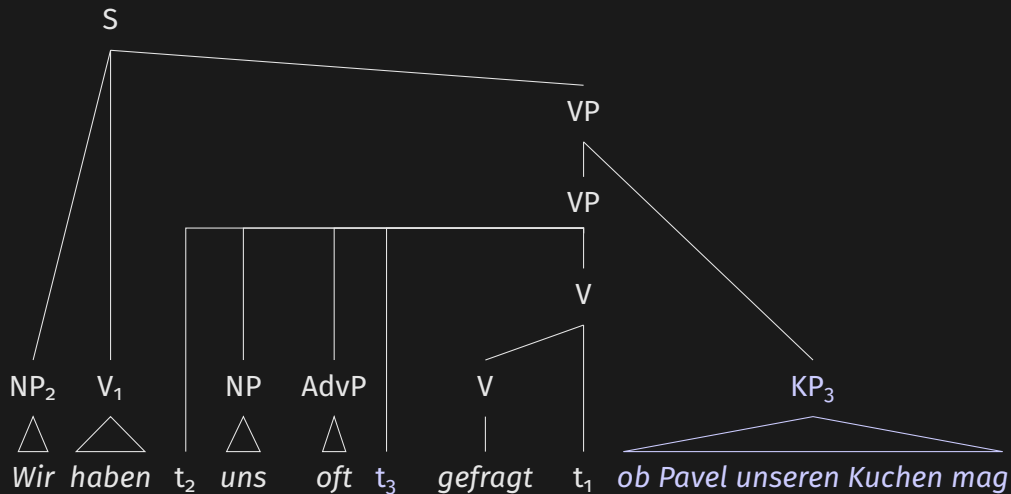 S
VP
VP
V
NP₂ V₁ NP AdvP V KP₃
Wir haben t₂ uns oft t₃ gefragt t₁ ob Pavel unseren Kuchen mag